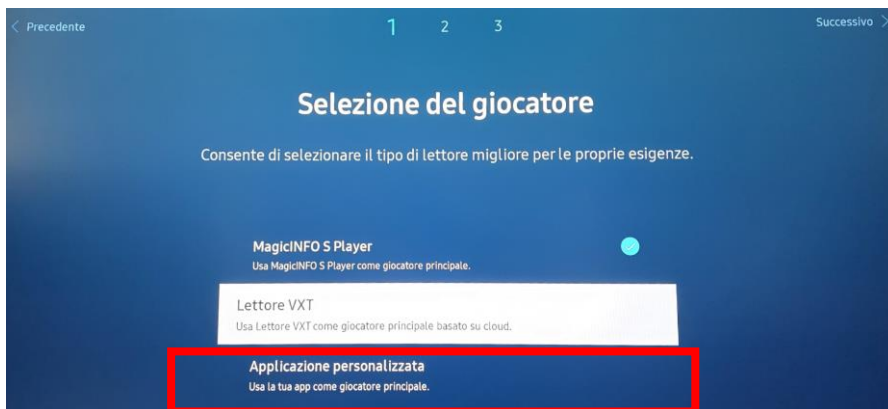 Precedente
1 2 3
Successivo
Selezione del giocatore
Consente di selezionare il tipo di lettore migliore per le proprie esigenze.
MagicINFO S Player
Usa MagicINFO S Player come giocatore principale.
Lettore VXT
Usa Lettore VXT come giocatore principale basato su cloud.
Applicazione personalizzata
Usa la tua app come giocatore principale.